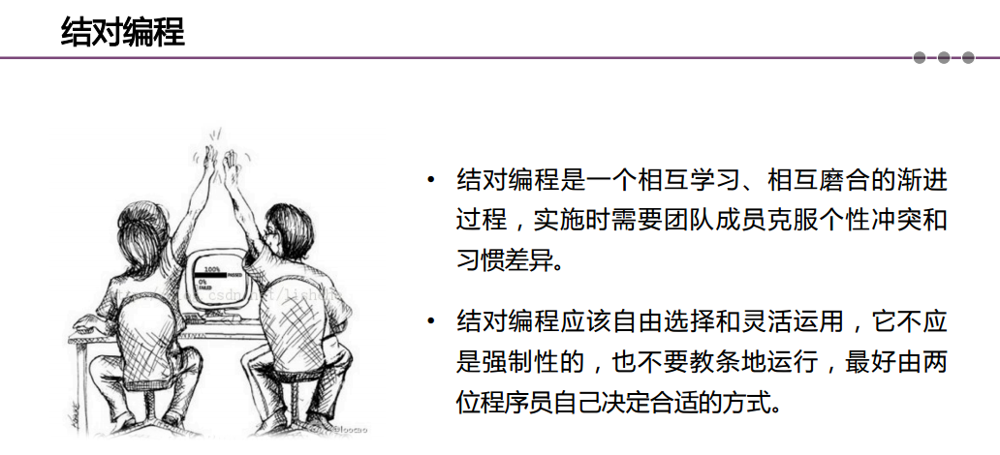 结对编程
• 结对编程是一个相互学习、相互磨合的渐进
过程，实施时需要团队成员克服个性冲突和
习惯差异。
• 结对编程应该自由选择和灵活运用，它不应
是强制性的，也不要教条地运行，最好由两
位程序员自己决定合适的方式。
100%
PASSED
0%
FAILED